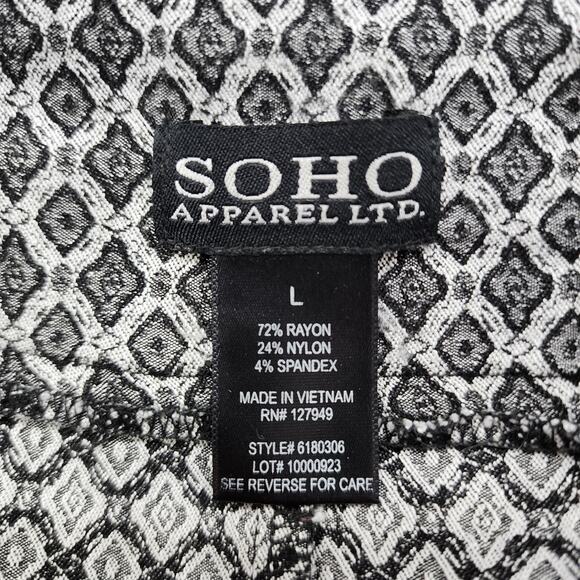 SOHO
APPAREL LTD.
L
72% RAYON
24% NYLON
4% SPANDEX
MADE IN VIETNAM
RN# 127949
STYLE# 6180306
LOT# 10000923
SEE REVERSE FOR CARE